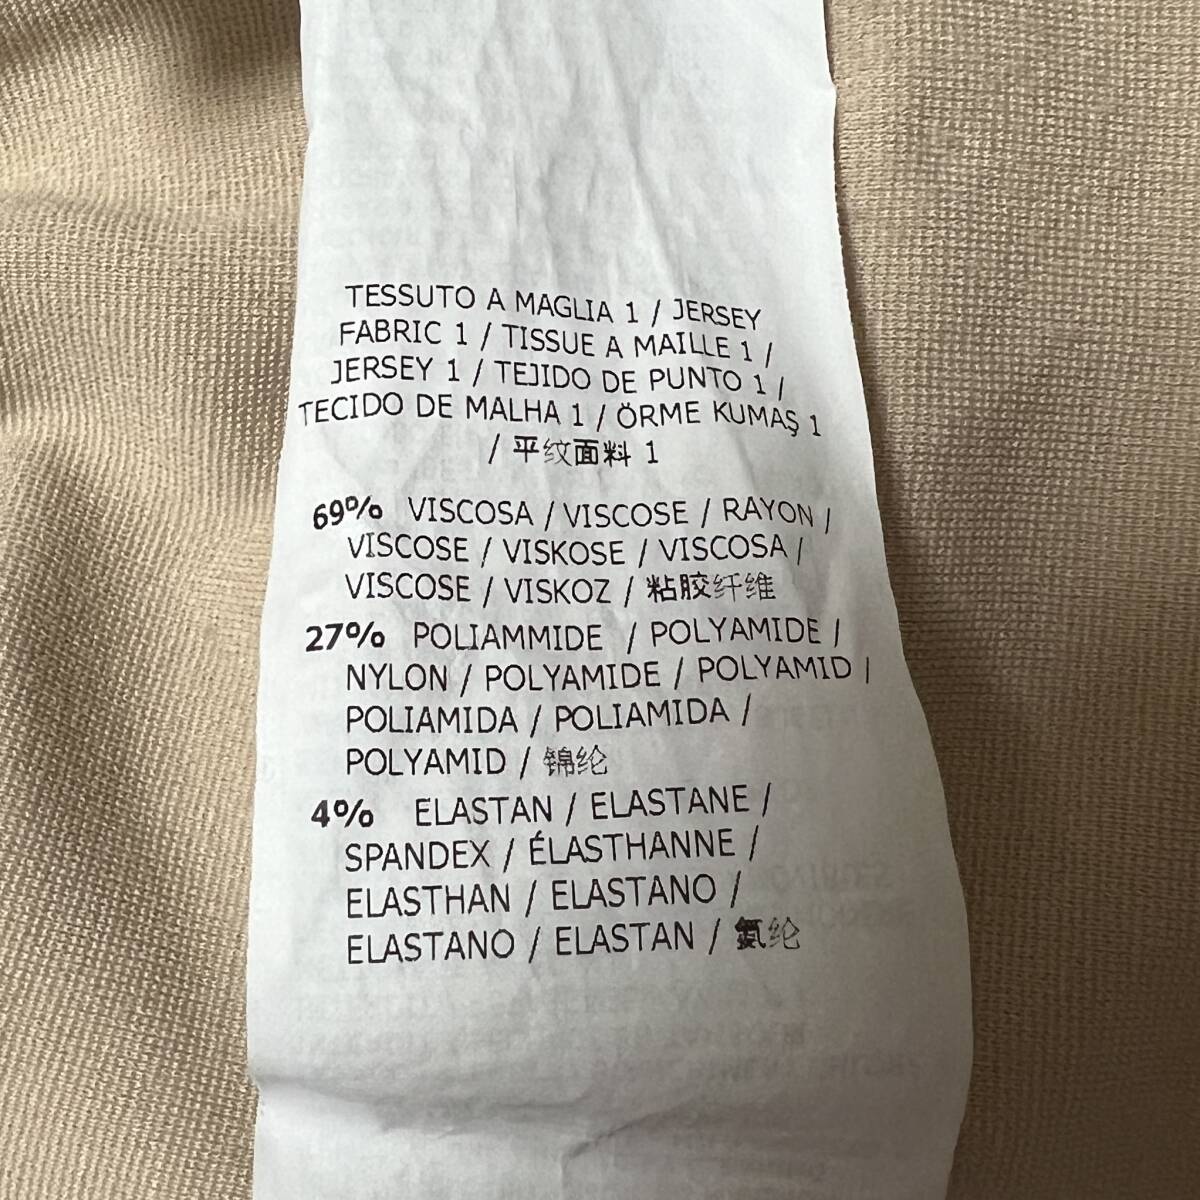 TESSUTO A MAGLIA 1 / JERSEY
FABRIC 1 / TISSUE A MAILLE 1 /
JERSEY 1 / TEJIDO DE PUNTO 1 /
TECIDO DE MALHA 1 / ÖRME KUMAŞ 1
/ 平纹面料 1
69% VISCOSA / VISCOSE / RAYON /
VISCOSE / VISKOSE / VISCOSA /
VISCOSE / VISKOZ / 粘胶纤维
27% POLIAMMIDE / POLYAMIDE /
NYLON / POLYAMIDE / POLYAMID /
POLIAMIDA / POLIAMIDA /
POLYAMID / 锦纶
4% ELASTAN / ELASTANE /
SPANDEX / ÉLASTHANNE /
ELASTHAN / ELASTANO /
ELASTANO / ELASTAN / 氨纶